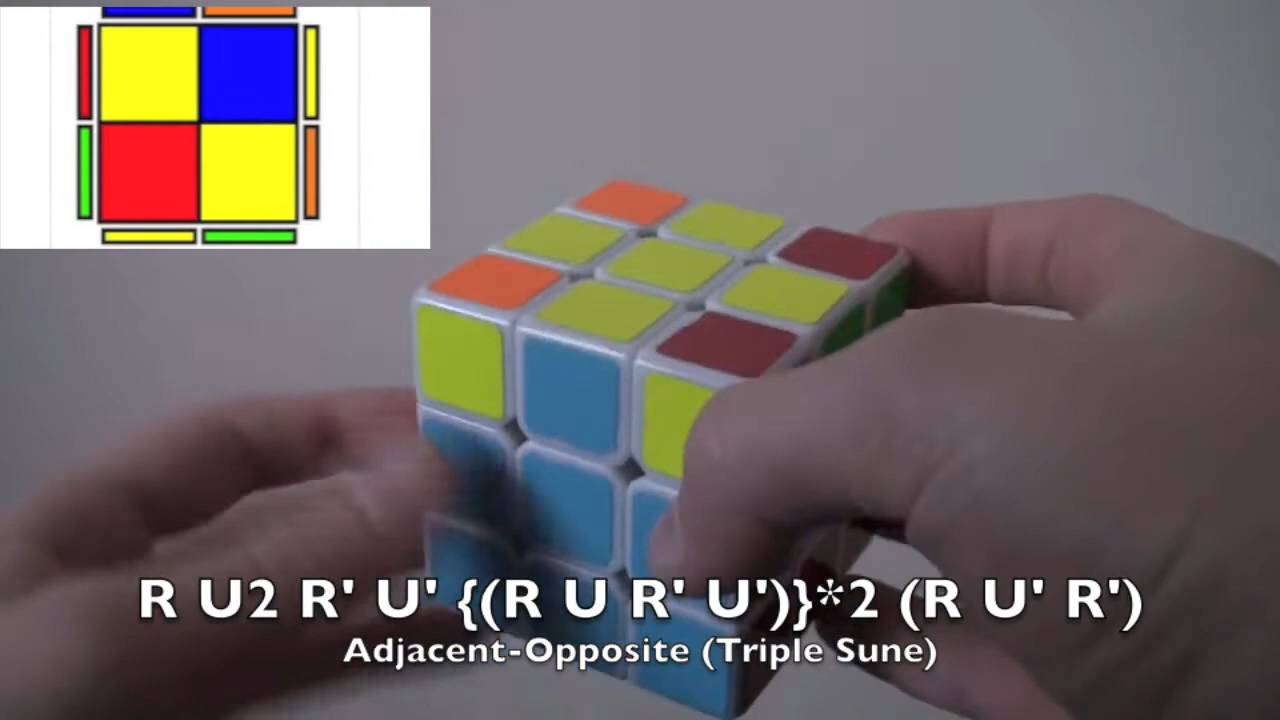 R U2 R' U' {(R U R' U')}*2 (R U' R')
Adjacent-Opposite (Triple Sune)